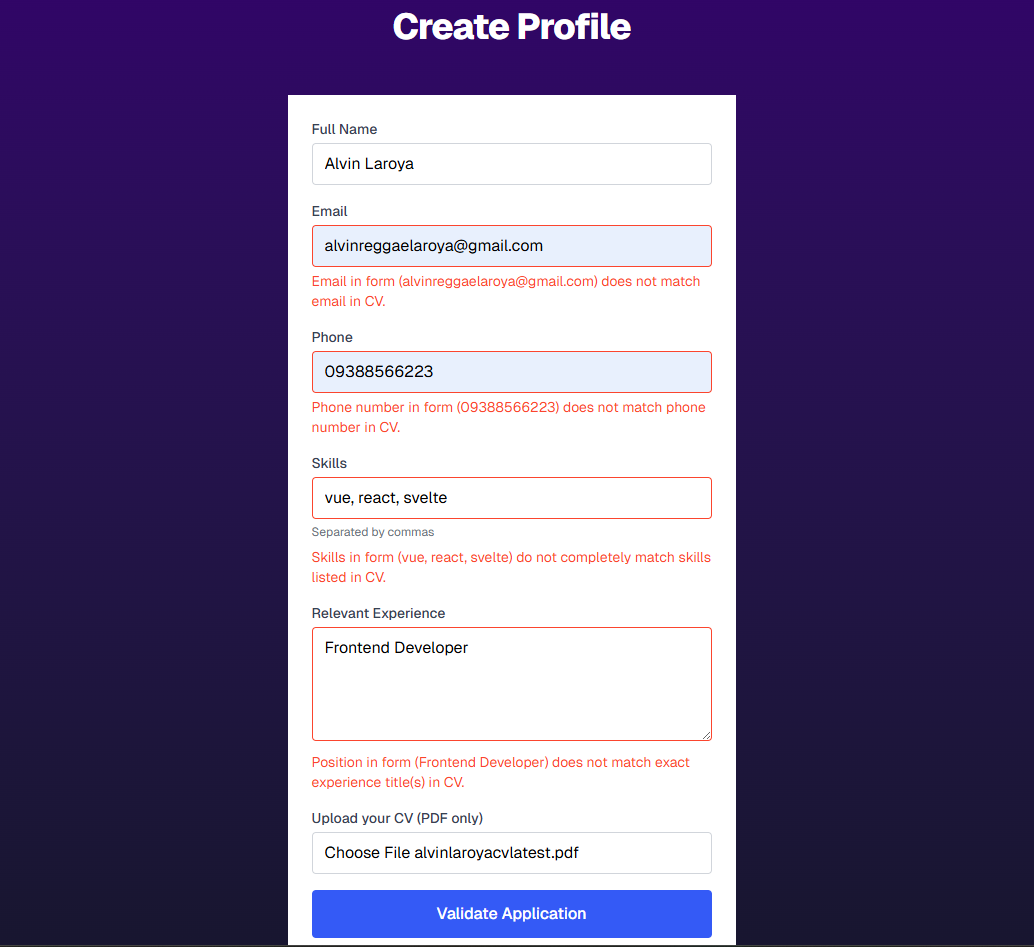 Create Profile
Full Name
Alvin Laroya
Email
alvinreggaelaroya@gmail.com
Email in form (alvinreggaelaroya@gmail.com) does not match
email in CV.
Phone
09388566223
Phone number in form (09388566223) does not match phone
number in CV.
Skills
vue, react, svelte
Separated by commas
Skills in form (vue, react, svelte) do not completely match skills
listed in CV.
Relevant Experience
Frontend Developer
Position in form (Frontend Developer) does not match exact
experience title(s) in CV.
Upload your CV (PDF only)
Choose File alvinlaroyacvlatest.pdf
Validate Application